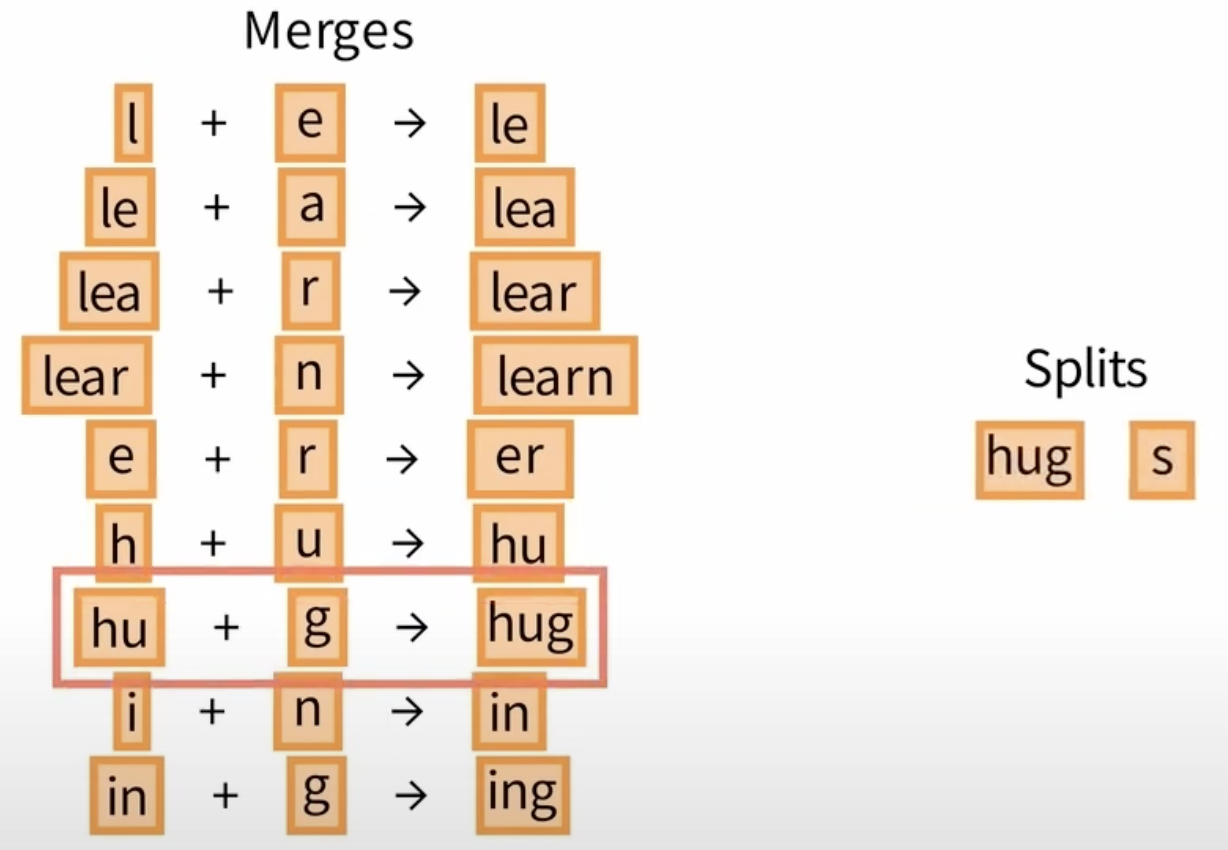 Merges
l + e → le
le + a → lea
lea + r → lear
lear + n → learn
e + r → er
h + u → hu
hu + g → hug
i + n → in
in + g → ing
Splits
hug s